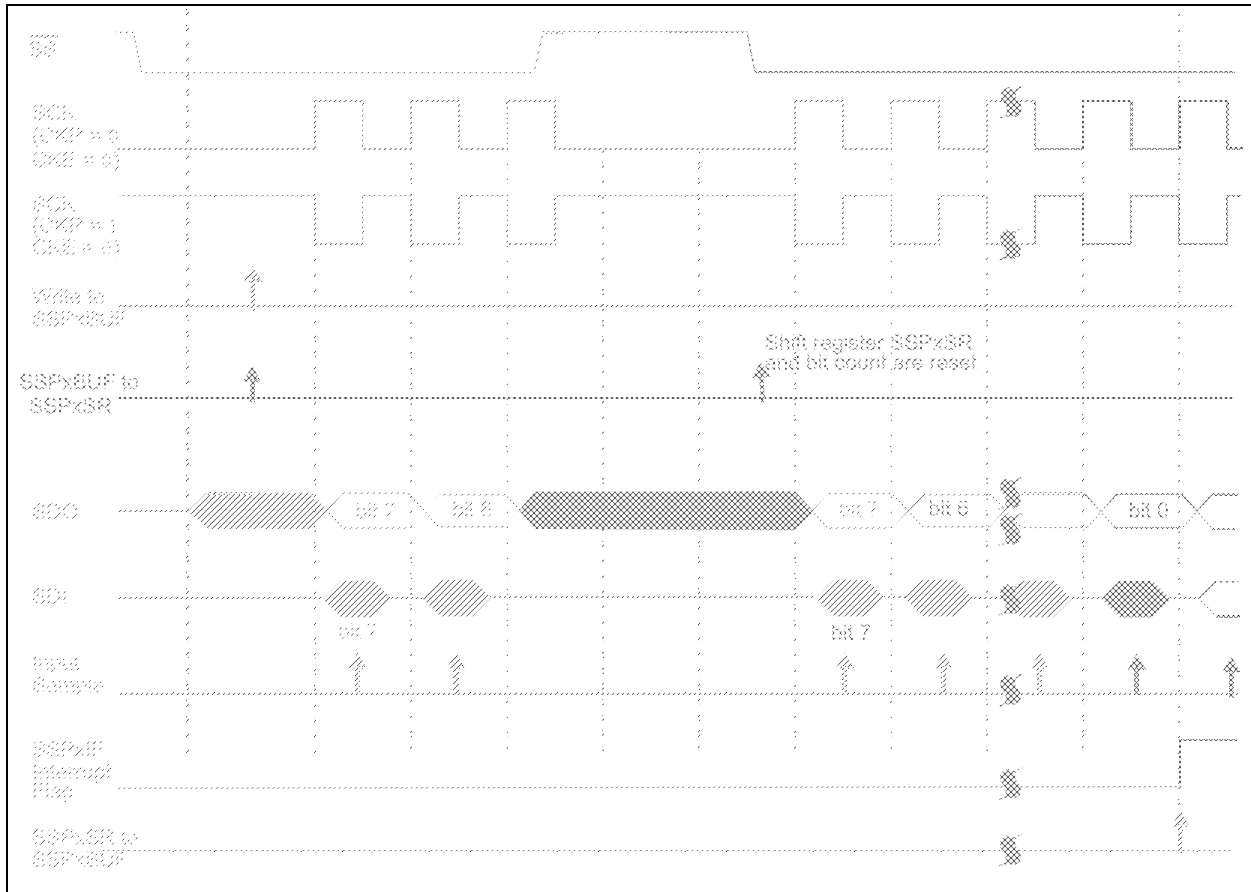 SS
SCK
(CKP = 0
CKE = 0)
SCK
(CKP = 1
CKE = 0)
Write to
SSPxBUF
Shift register SSPxSR
and bit count are reset
SSPxBUF to
SSPxSR
SDO
bit 7
bit 6
bit 7
bit 6
bit 0
SDI
bit 7
bit 7
Input
Sample
SSPxIF
Interrupt
Flag
SSPxSR to
SSPxBUF